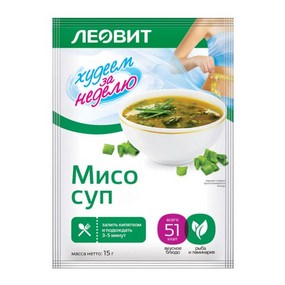 ЛЕОВИТ
худеем
за
неделю
Мисо
суп
залить кипятком
и подождать
3-5 минут
всего
51
ккал
вкусное
блюдо
рыба
и ламинария
масса нетто: 15 г